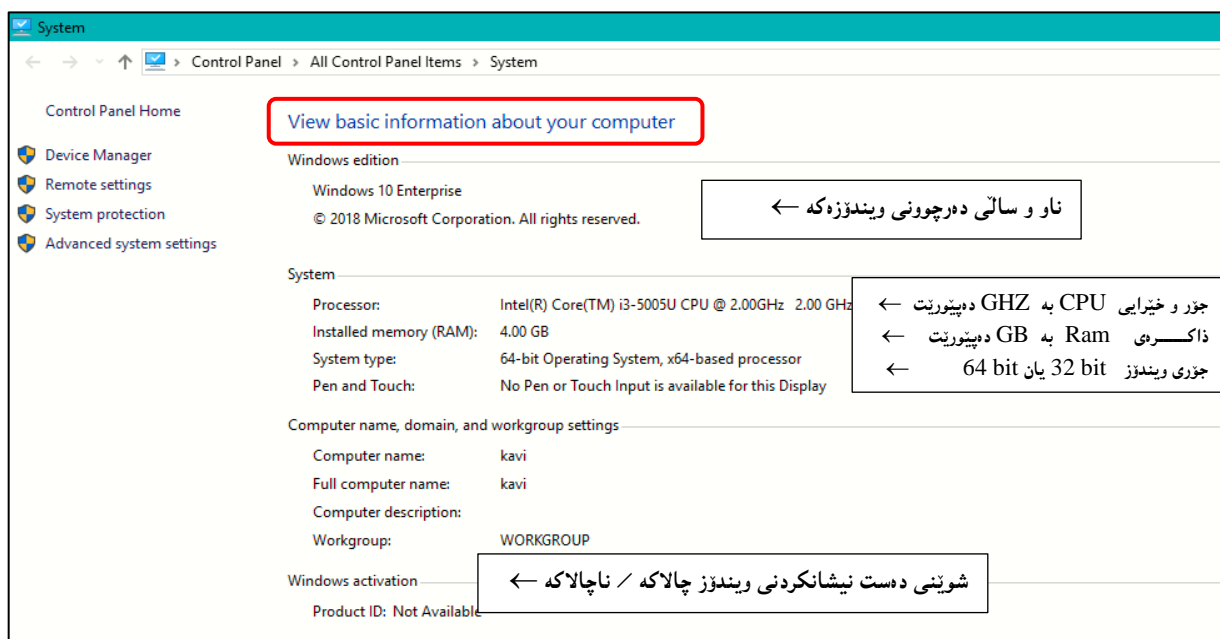 System
Control Panel > All Control Panel Items > System
Control Panel Home
Device Manager
Remote settings
System protection
Advanced system settings
View basic information about your computer
Windows edition
Windows 10 Enterprise
© 2018 Microsoft Corporation. All rights reserved.
ناو و ساڵی دەرچوونی ویندۆزەکە ←
System
Processor: Intel(R) Core(TM) i3-5005U CPU @ 2.00GHz 2.00 GHz
جۆر و خێرایی CPU بە GHZ دەپێورێت ←
Installed memory (RAM): 4.00 GB
ذاکـــرەی Ram بە GB دەپێورێت ←
System type: 64-bit Operating System, x64-based processor
جۆری ویندۆز 32 bit یان 64 bit ←
Pen and Touch: No Pen or Touch Input is available for this Display
Computer name, domain, and workgroup settings
Computer name: kavi
Full computer name: kavi
Computer description:
Workgroup: WORKGROUP
Windows activation
شوێنی دەست نیشانکردنی ویندۆز چالاکە / ناچالاکە ←
Product ID: Not Available